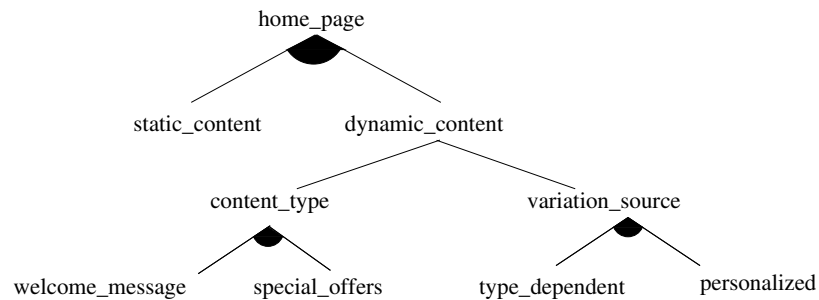 home_page
static_content dynamic_content
content_type variation_source
welcome_message special_offers type_dependent personalized